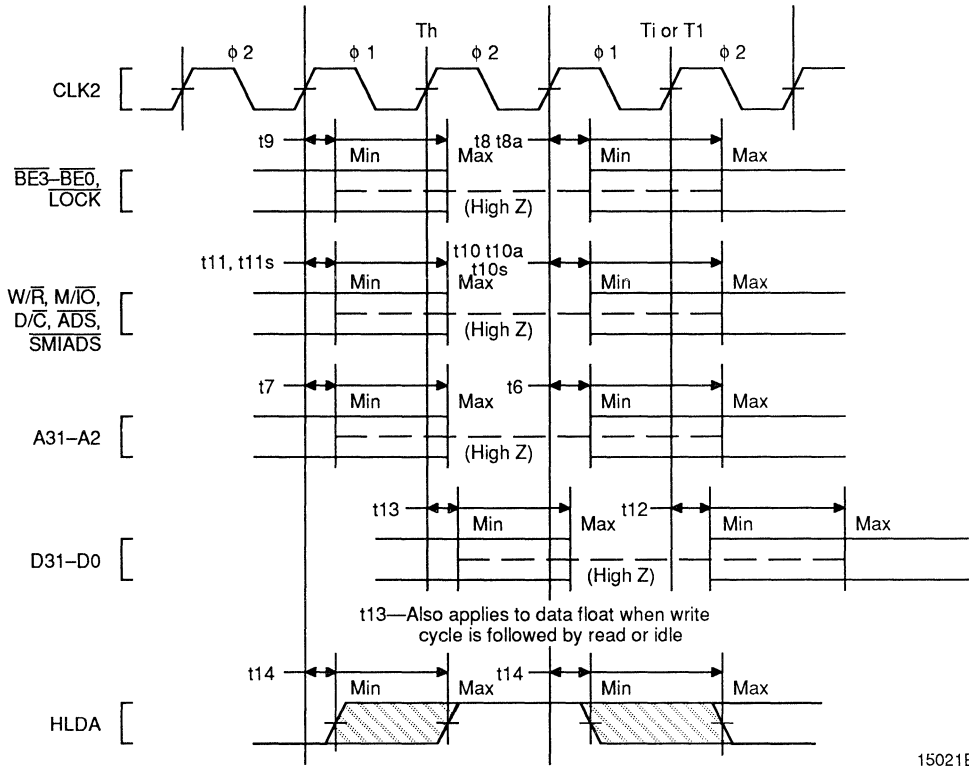 Th Ti or T1
ϕ 2 ϕ 1 ϕ 2 ϕ 1 ϕ 2
CLK2
t9 t8 t8a
Min Max Min Max
BE3–BE0,
LOCK
(High Z)
t11, t11s t10 t10a
t10s
Min Max Min Max
W/R, M/IO,
D/C, ADS,
SMIADS
(High Z)
t7 t6
Min Max Min Max
A31–A2
(High Z)
t13 t12
Min Max Min Max
D31–D0
(High Z)
t13—Also applies to data float when write
cycle is followed by read or idle
t14 t14
Min Max Min Max
HLDA